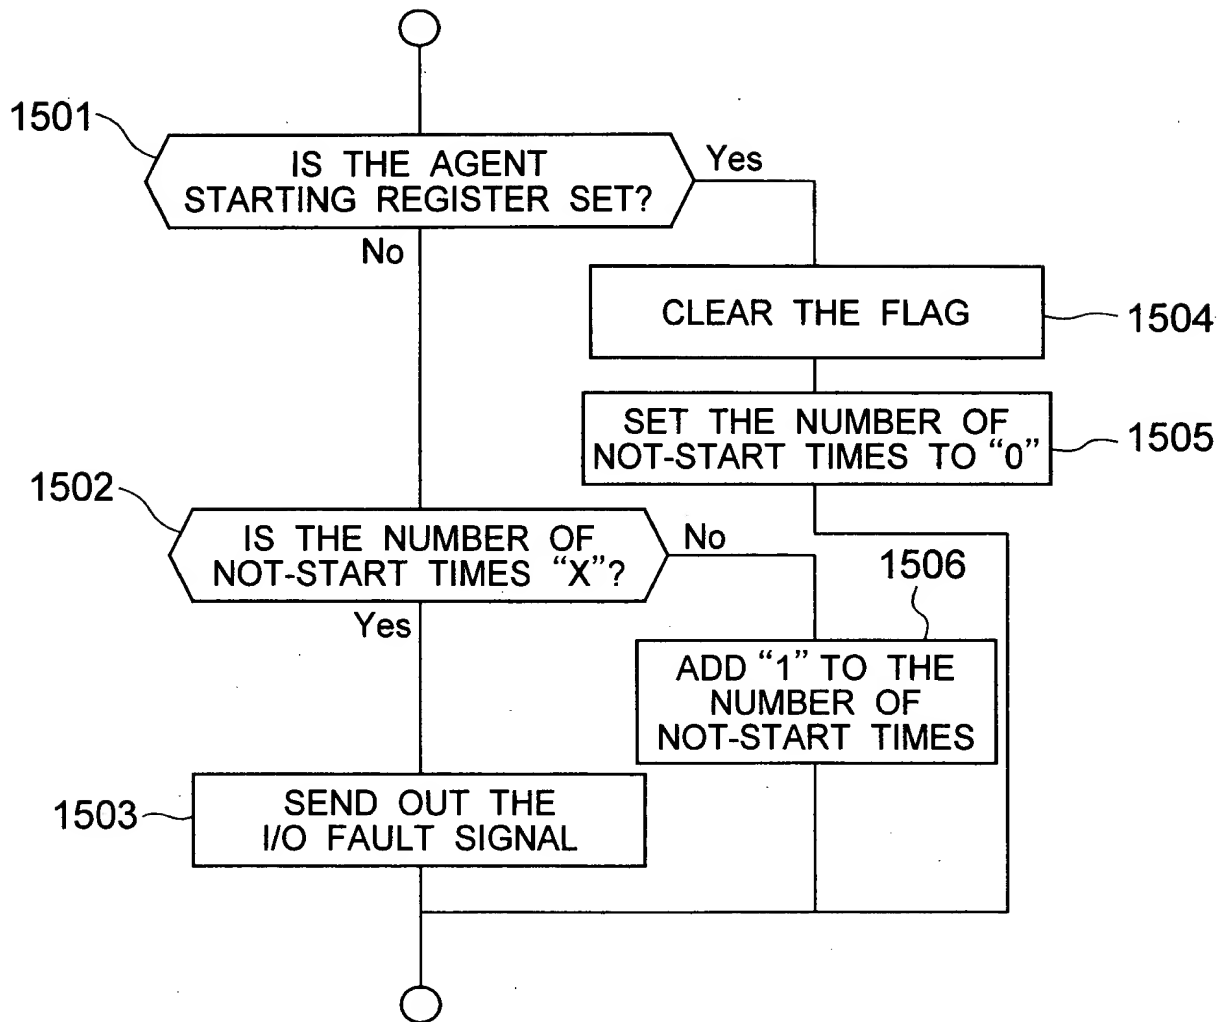 1501
IS THE AGENT
STARTING REGISTER SET?
Yes
No
CLEAR THE FLAG
1504
SET THE NUMBER OF
NOT-START TIMES TO “0”
1505
1502
IS THE NUMBER OF
NOT-START TIMES “X”?
No
Yes
1506
ADD “1” TO THE
NUMBER OF
NOT-START TIMES
1503
SEND OUT THE
I/O FAULT SIGNAL